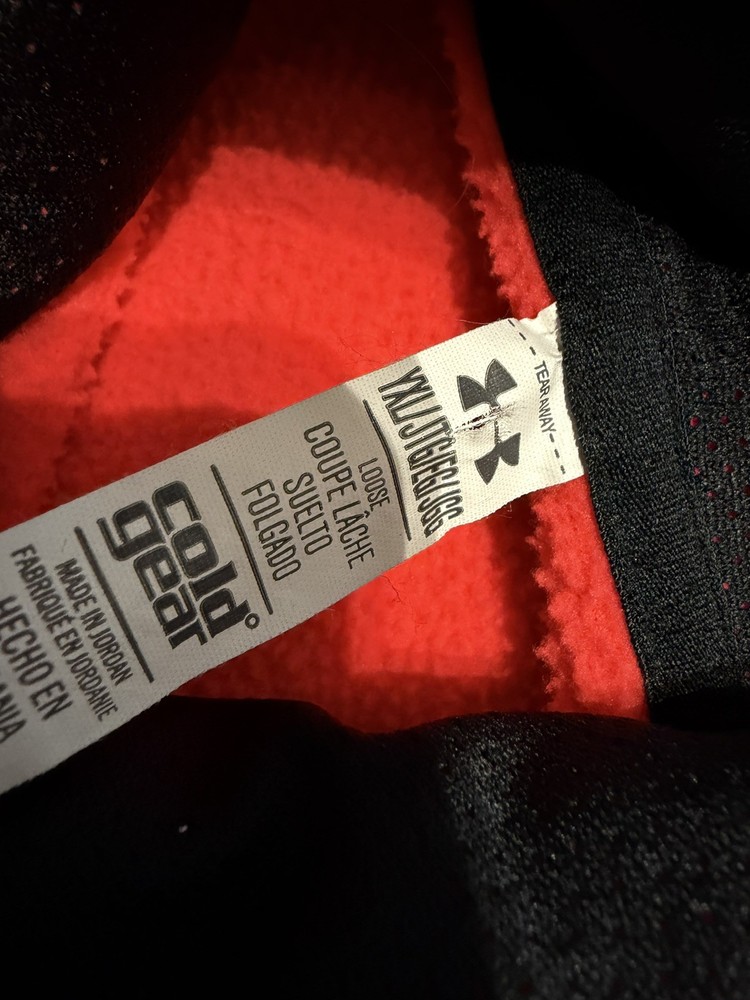 TEAR AWAY
YXL/JTG/EG/JGG
LOOSE
COUPE LÂCHE
SUELTO
FOLGADO
cold
gear
MADE IN JORDAN
FABRIQUÉ EN JORDANIE
HECHO EN